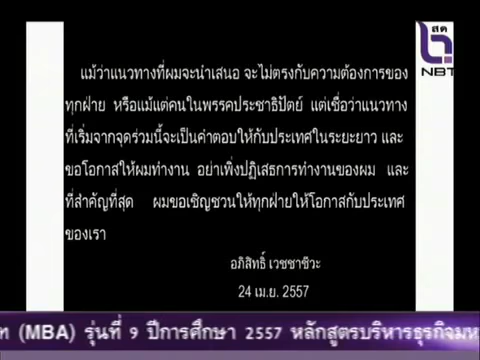 สด
NBT
แม้ว่าแนวทางที่ผมจะนำเสนอ จะไม่ตรงกับความต้องการของ
ทุกฝ่าย หรือแม้แต่คนในพรรคประชาธิปัตย์ แต่เชื่อว่าแนวทาง
ที่เริ่มจากจุดร่วมนี้จะเป็นคำตอบให้กับประเทศในระยะยาว และ
ขอโอกาสให้ผมทำงาน อย่าเพิ่งปฏิเสธการทำงานของผม และ
ที่สำคัญที่สุด ผมขอเชิญชวนให้ทุกฝ่ายให้โอกาสกับประเทศ
ของเรา
อภิสิทธิ์ เวชชาชีวะ
24 เม.ย. 2557
(MBA) รุ่นที่ 9 ปีการศึกษา 2557 หลักสูตรบริหารธุรกิจมห